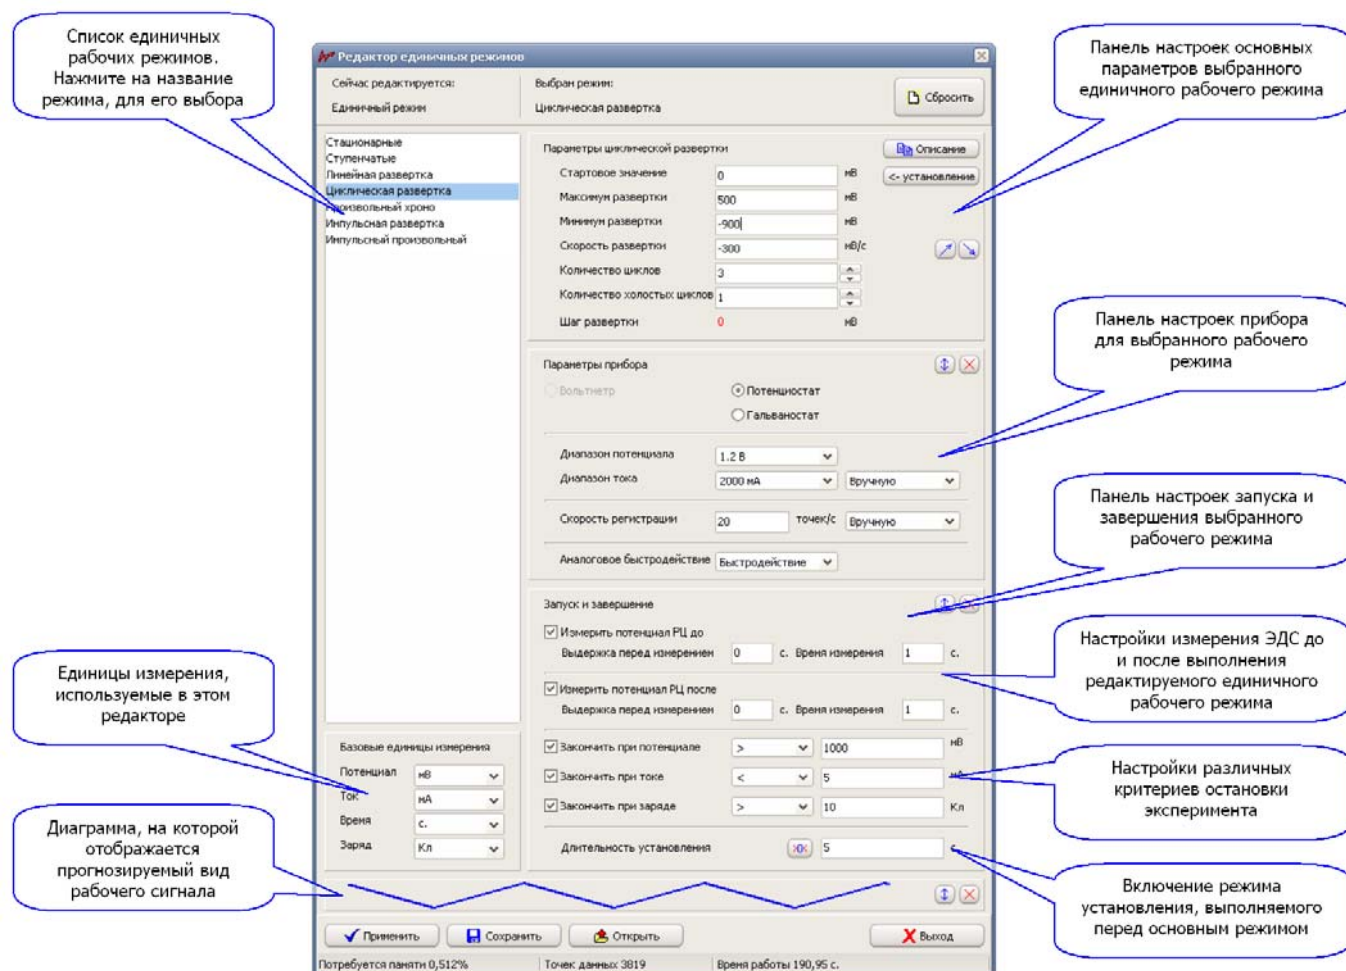 Список единичных
рабочих режимов.
Нажмите на название
режима, для его выбора
Панель настроек основных
параметров выбранного
единичного рабочего режима
Панель настроек прибора
для выбранного рабочего
режима
Панель настроек запуска и
завершения выбранного
рабочего режима
Настройки измерения ЭДС до
и после выполнения
редактируемого единичного
рабочего режима
Настройки различных
критериев остановки
эксперимента
Включение режима
установления, выполняемого
перед основным режимом
Единицы измерения,
используемые в этом
редакторе
Диаграмма, на которой
отображается
прогнозируемый вид
рабочего сигнала
Редактор единичных режимов
Сейчас редактируется:
Единичный режим
Выбран режим:
Циклическая развертка
Сбросить
Стационарные
Ступенчатые
Линейная развертка
Циклическая развертка
Произвольный хроно
Импульсная развертка
Импульсный произвольный
Параметры циклической развертки
Описание
Стартовое значение 0 мВ
<- установление
Максимум развертки 500 мВ
Минимум развертки -900 мВ
Скорость развертки -300 мВ/с
Количество циклов 3
Количество холостых циклов 1
Шаг развертки 0 мВ
Параметры прибора
Вольтметр
Потенциостат
Гальваностат
Диапазон потенциала 1.2 В
Диапазон тока 2000 мА Вручную
Скорость регистрации 20 точек/с Вручную
Аналоговое быстродействие Быстродействие
Запуск и завершение
Измерить потенциал РЦ до
Выдержка перед измерением 0 с. Время измерения 1 с.
Измерить потенциал РЦ после
Выдержка перед измерением 0 с. Время измерения 1 с.
Закончить при потенциале > 1000 мВ
Закончить при токе < 5 мА
Закончить при заряде > 10 Кл
Длительность установления 5 с
Базовые единицы измерения
Потенциал мВ
Ток мА
Время с.
Заряд Кл
Применить
Сохранить
Открыть
Выход
Потребуется памяти 0,512%
Точек данных 3819
Время работы 190,95 с.